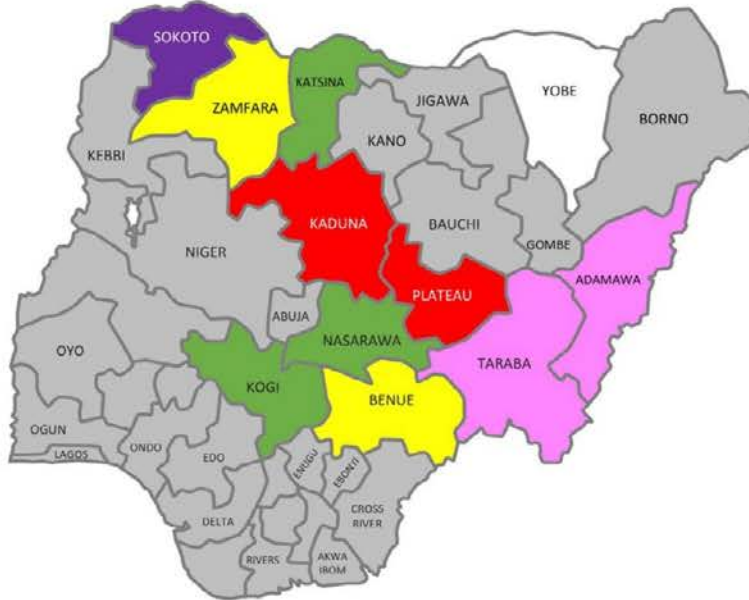 SOKOTO
KATSINA
ZAMFARA
JIGAWA
YOBE
BORNO
KANO
KEBBI
KADUNA
BAUCHI
GOMBE
NIGER
ADAMAWA
PLATEAU
ABUJA
NASARAWA
OYO
TARABA
KOGI
BENUE
OGUN
ONDO
LAGOS
EDO
ENUGU
EBONJI
CROSS
RIVER
DELTA
RIVERS
AKWA
IBOM